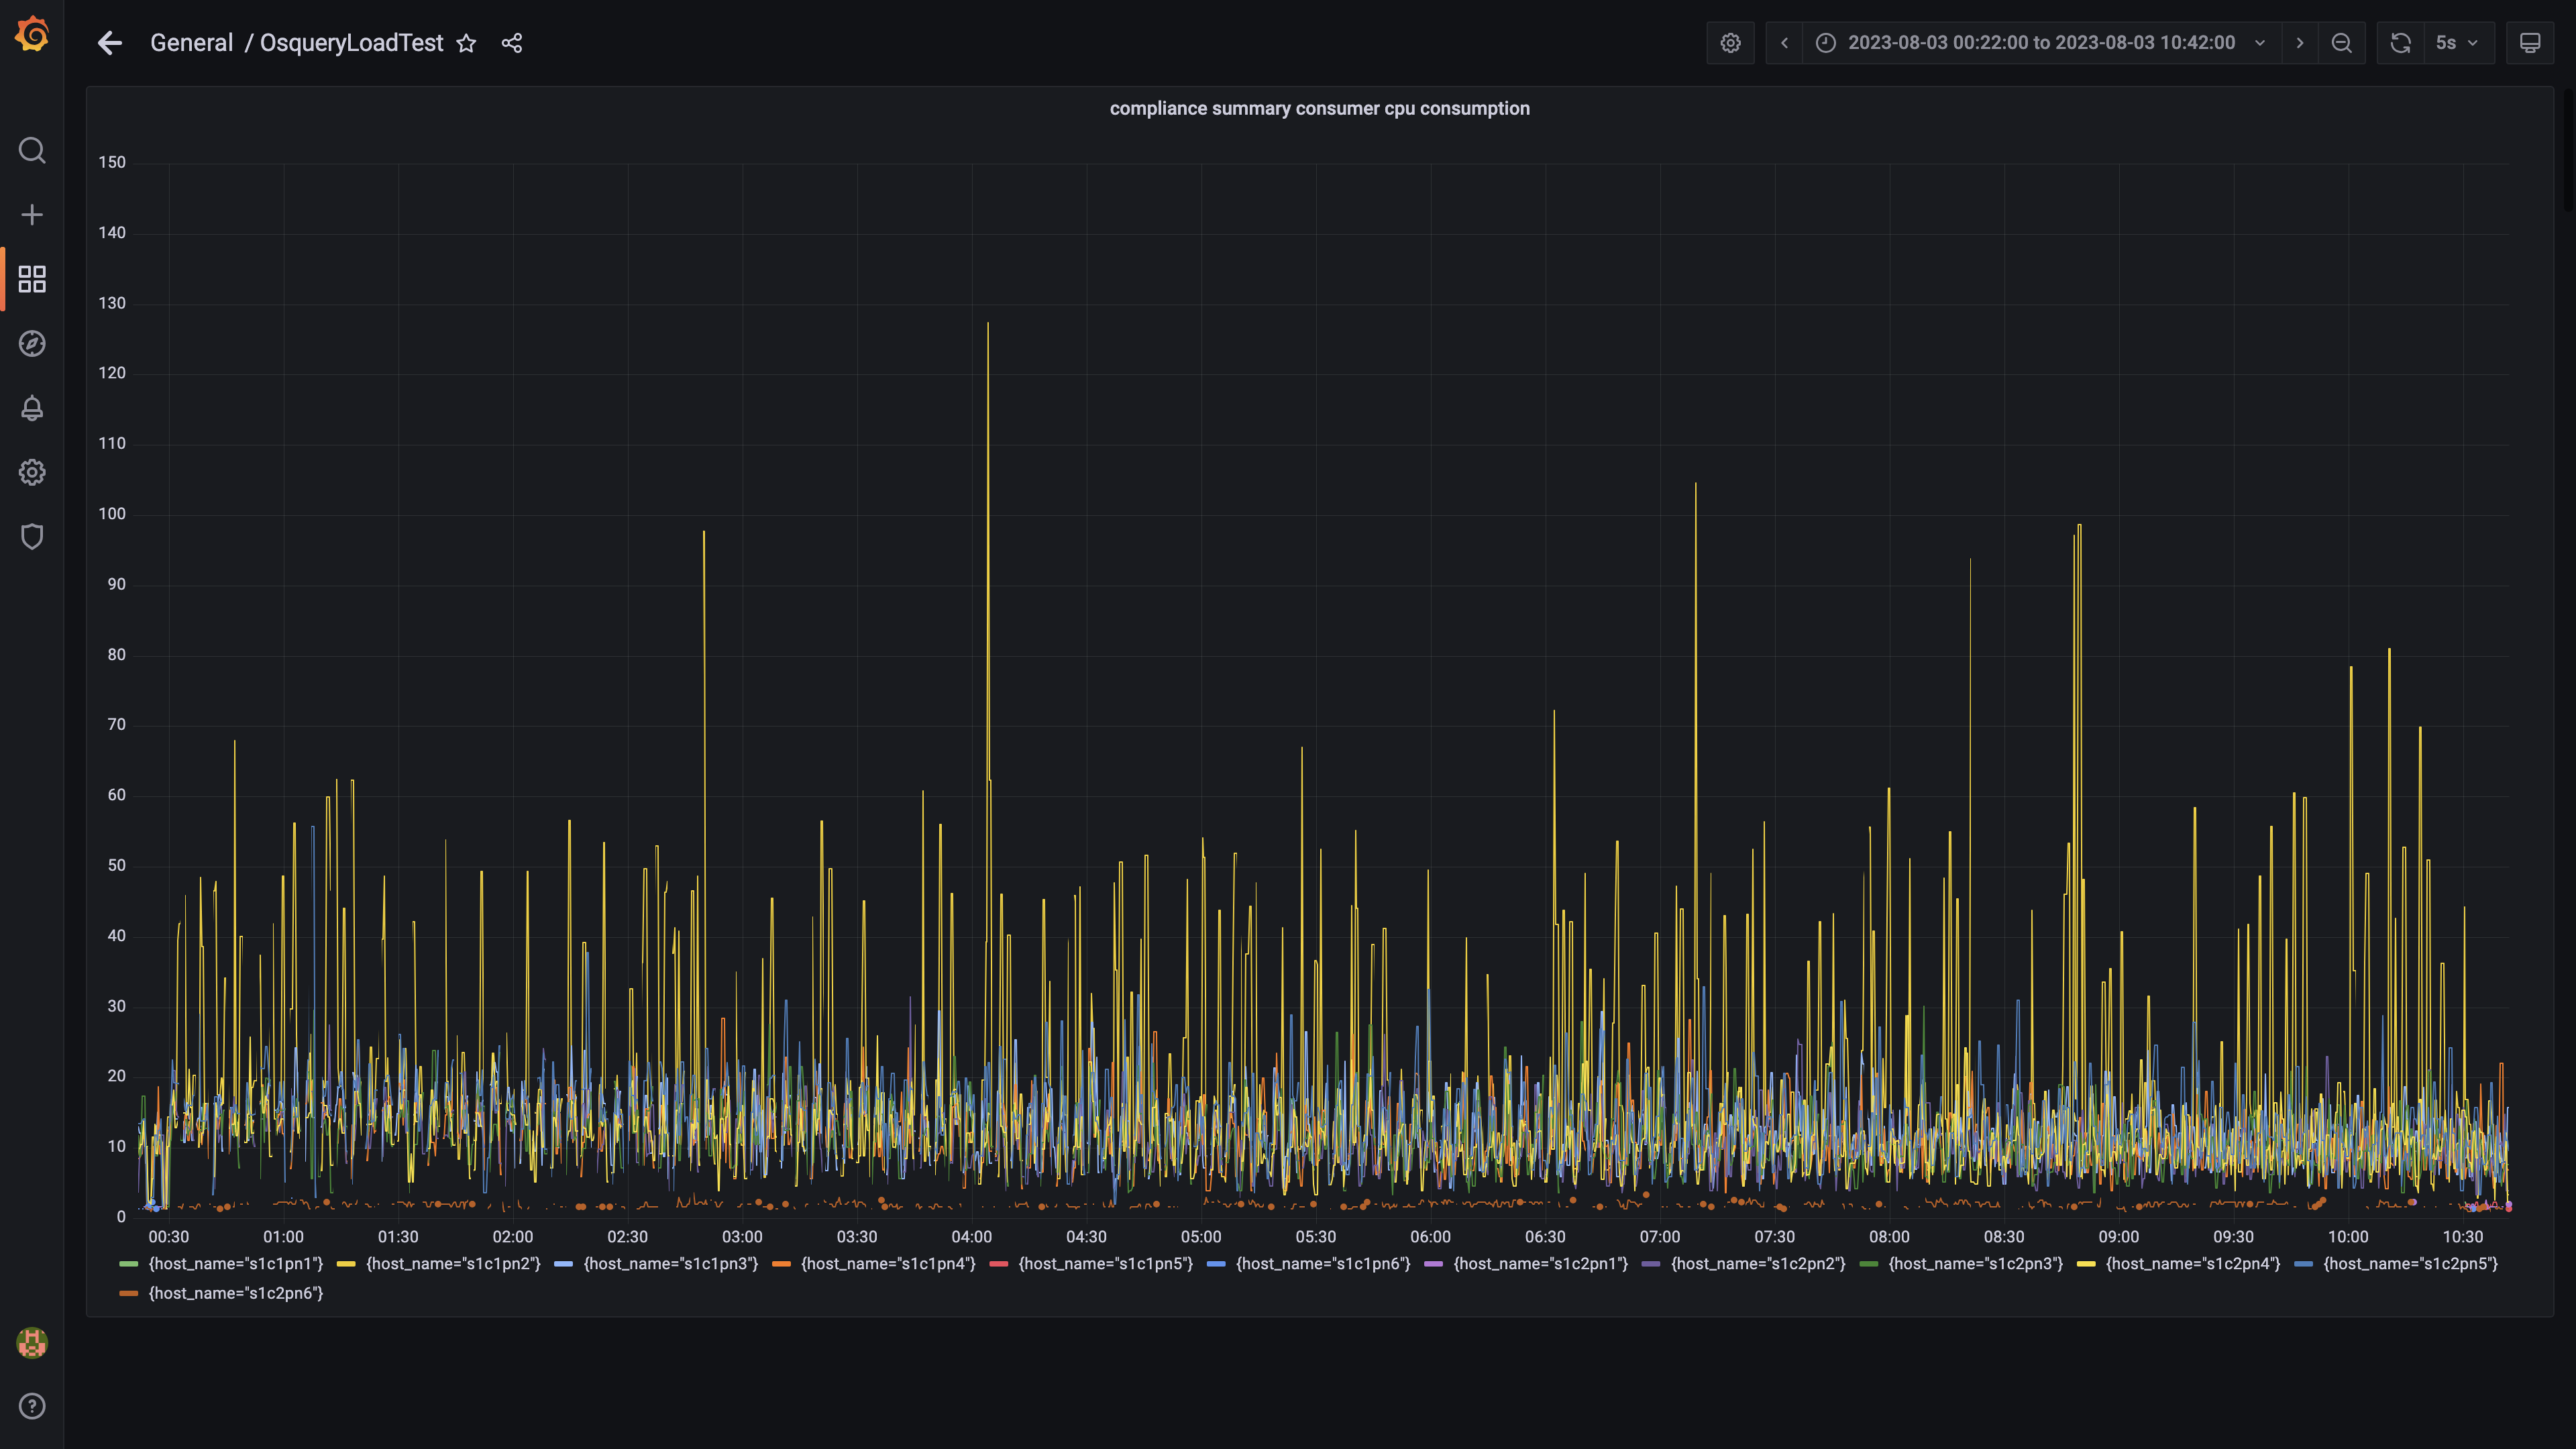 General / OsqueryLoadTest
2023-08-03 00:22:00 to 2023-08-03 10:42:00
5s
compliance summary consumer cpu consumption
150
140
130
120
110
100
90
80
70
60
50
40
30
20
10
0
00:30 01:00 01:30 02:00 02:30 03:00 03:30 04:00 04:30 05:00 05:30 06:00 06:30 07:00 07:30 08:00 08:30 09:00 09:30 10:00 10:30
{host_name="s1c1pn1"} {host_name="s1c1pn2"} {host_name="s1c1pn3"} {host_name="s1c1pn4"} {host_name="s1c1pn5"} {host_name="s1c1pn6"} {host_name="s1c2pn1"} {host_name="s1c2pn2"} {host_name="s1c2pn3"} {host_name="s1c2pn4"} {host_name="s1c2pn5"}
{host_name="s1c2pn6"}